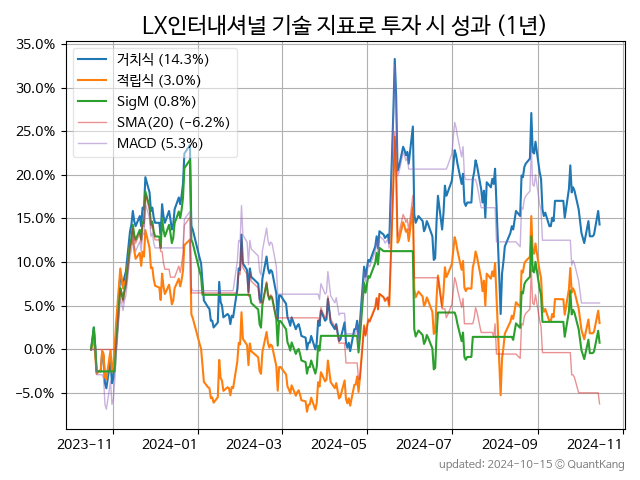 LX인터내셔널 기술 지표로 투자 시 성과 (1년)
35.0%
30.0%
25.0%
20.0%
15.0%
10.0%
5.0%
0.0%
−5.0%
거치식 (14.3%)
적립식 (3.0%)
SigM (0.8%)
SMA(20) (−6.2%)
MACD (5.3%)
2023-11 2024-01 2024-03 2024-05 2024-07 2024-09 2024-11
updated: 2024-10-15 © QuantKang